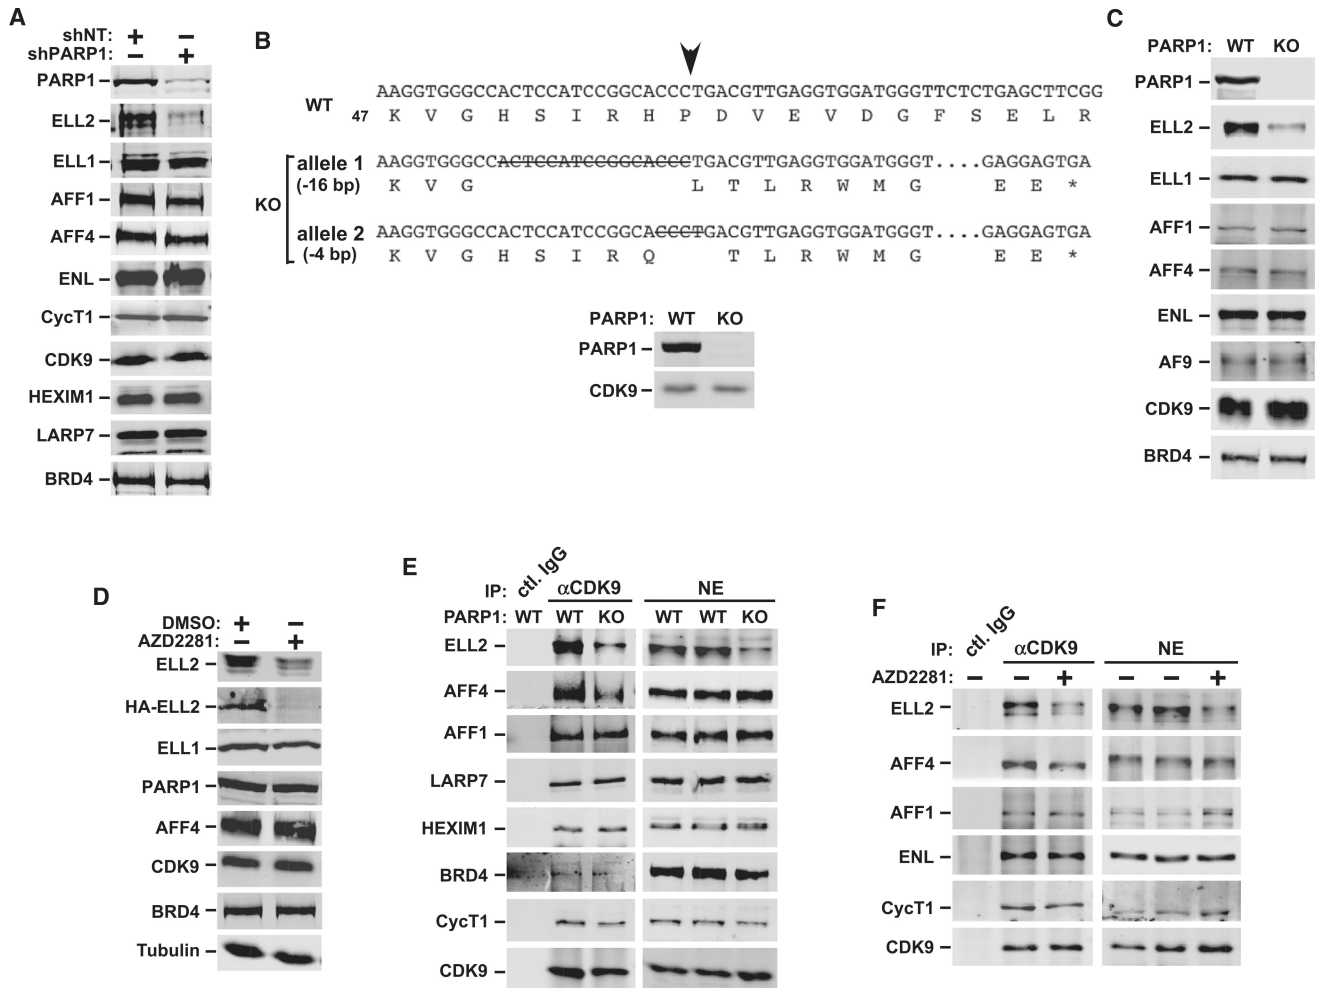 A
shNT: + −
shPARP1: − +
PARP1
ELL2
ELL1
AFF1
AFF4
ENL
CycT1
CDK9
HEXIM1
LARP7
BRD4
B
WT
AAGGTGGGCCACTCCATCCGGCACCCTGACGTTGAGGTGGATGGGTTCTCTGAGCTTCGG
47 K V G H S I R H P D V E V D G F S E L R
KO
allele 1
(-16 bp)
AAGGTGGGCCACTCCATCCGGCACCCTGACGTTGAGGTGGATGGGT....GAGGAGTGA
K V G L T L R W M G E E *
allele 2
(-4 bp)
AAGGTGGGCCACTCCATCCGGCACCCTGACGTTGAGGTGGATGGGT....GAGGAGTGA
K V G H S I R Q T L R W M G E E *
PARP1: WT KO
PARP1
CDK9
C
PARP1: WT KO
PARP1
ELL2
ELL1
AFF1
AFF4
ENL
AF9
CDK9
BRD4
D
DMSO: + −
AZD2281: − +
ELL2
HA-ELL2
ELL1
PARP1
AFF4
CDK9
BRD4
Tubulin
E
IP: ctl. IgG αCDK9 NE
PARP1: WT WT KO WT WT KO
ELL2
AFF4
AFF1
LARP7
HEXIM1
BRD4
CycT1
CDK9
F
IP: ctl. IgG αCDK9 NE
AZD2281: − − + − − +
ELL2
AFF4
AFF1
ENL
CycT1
CDK9